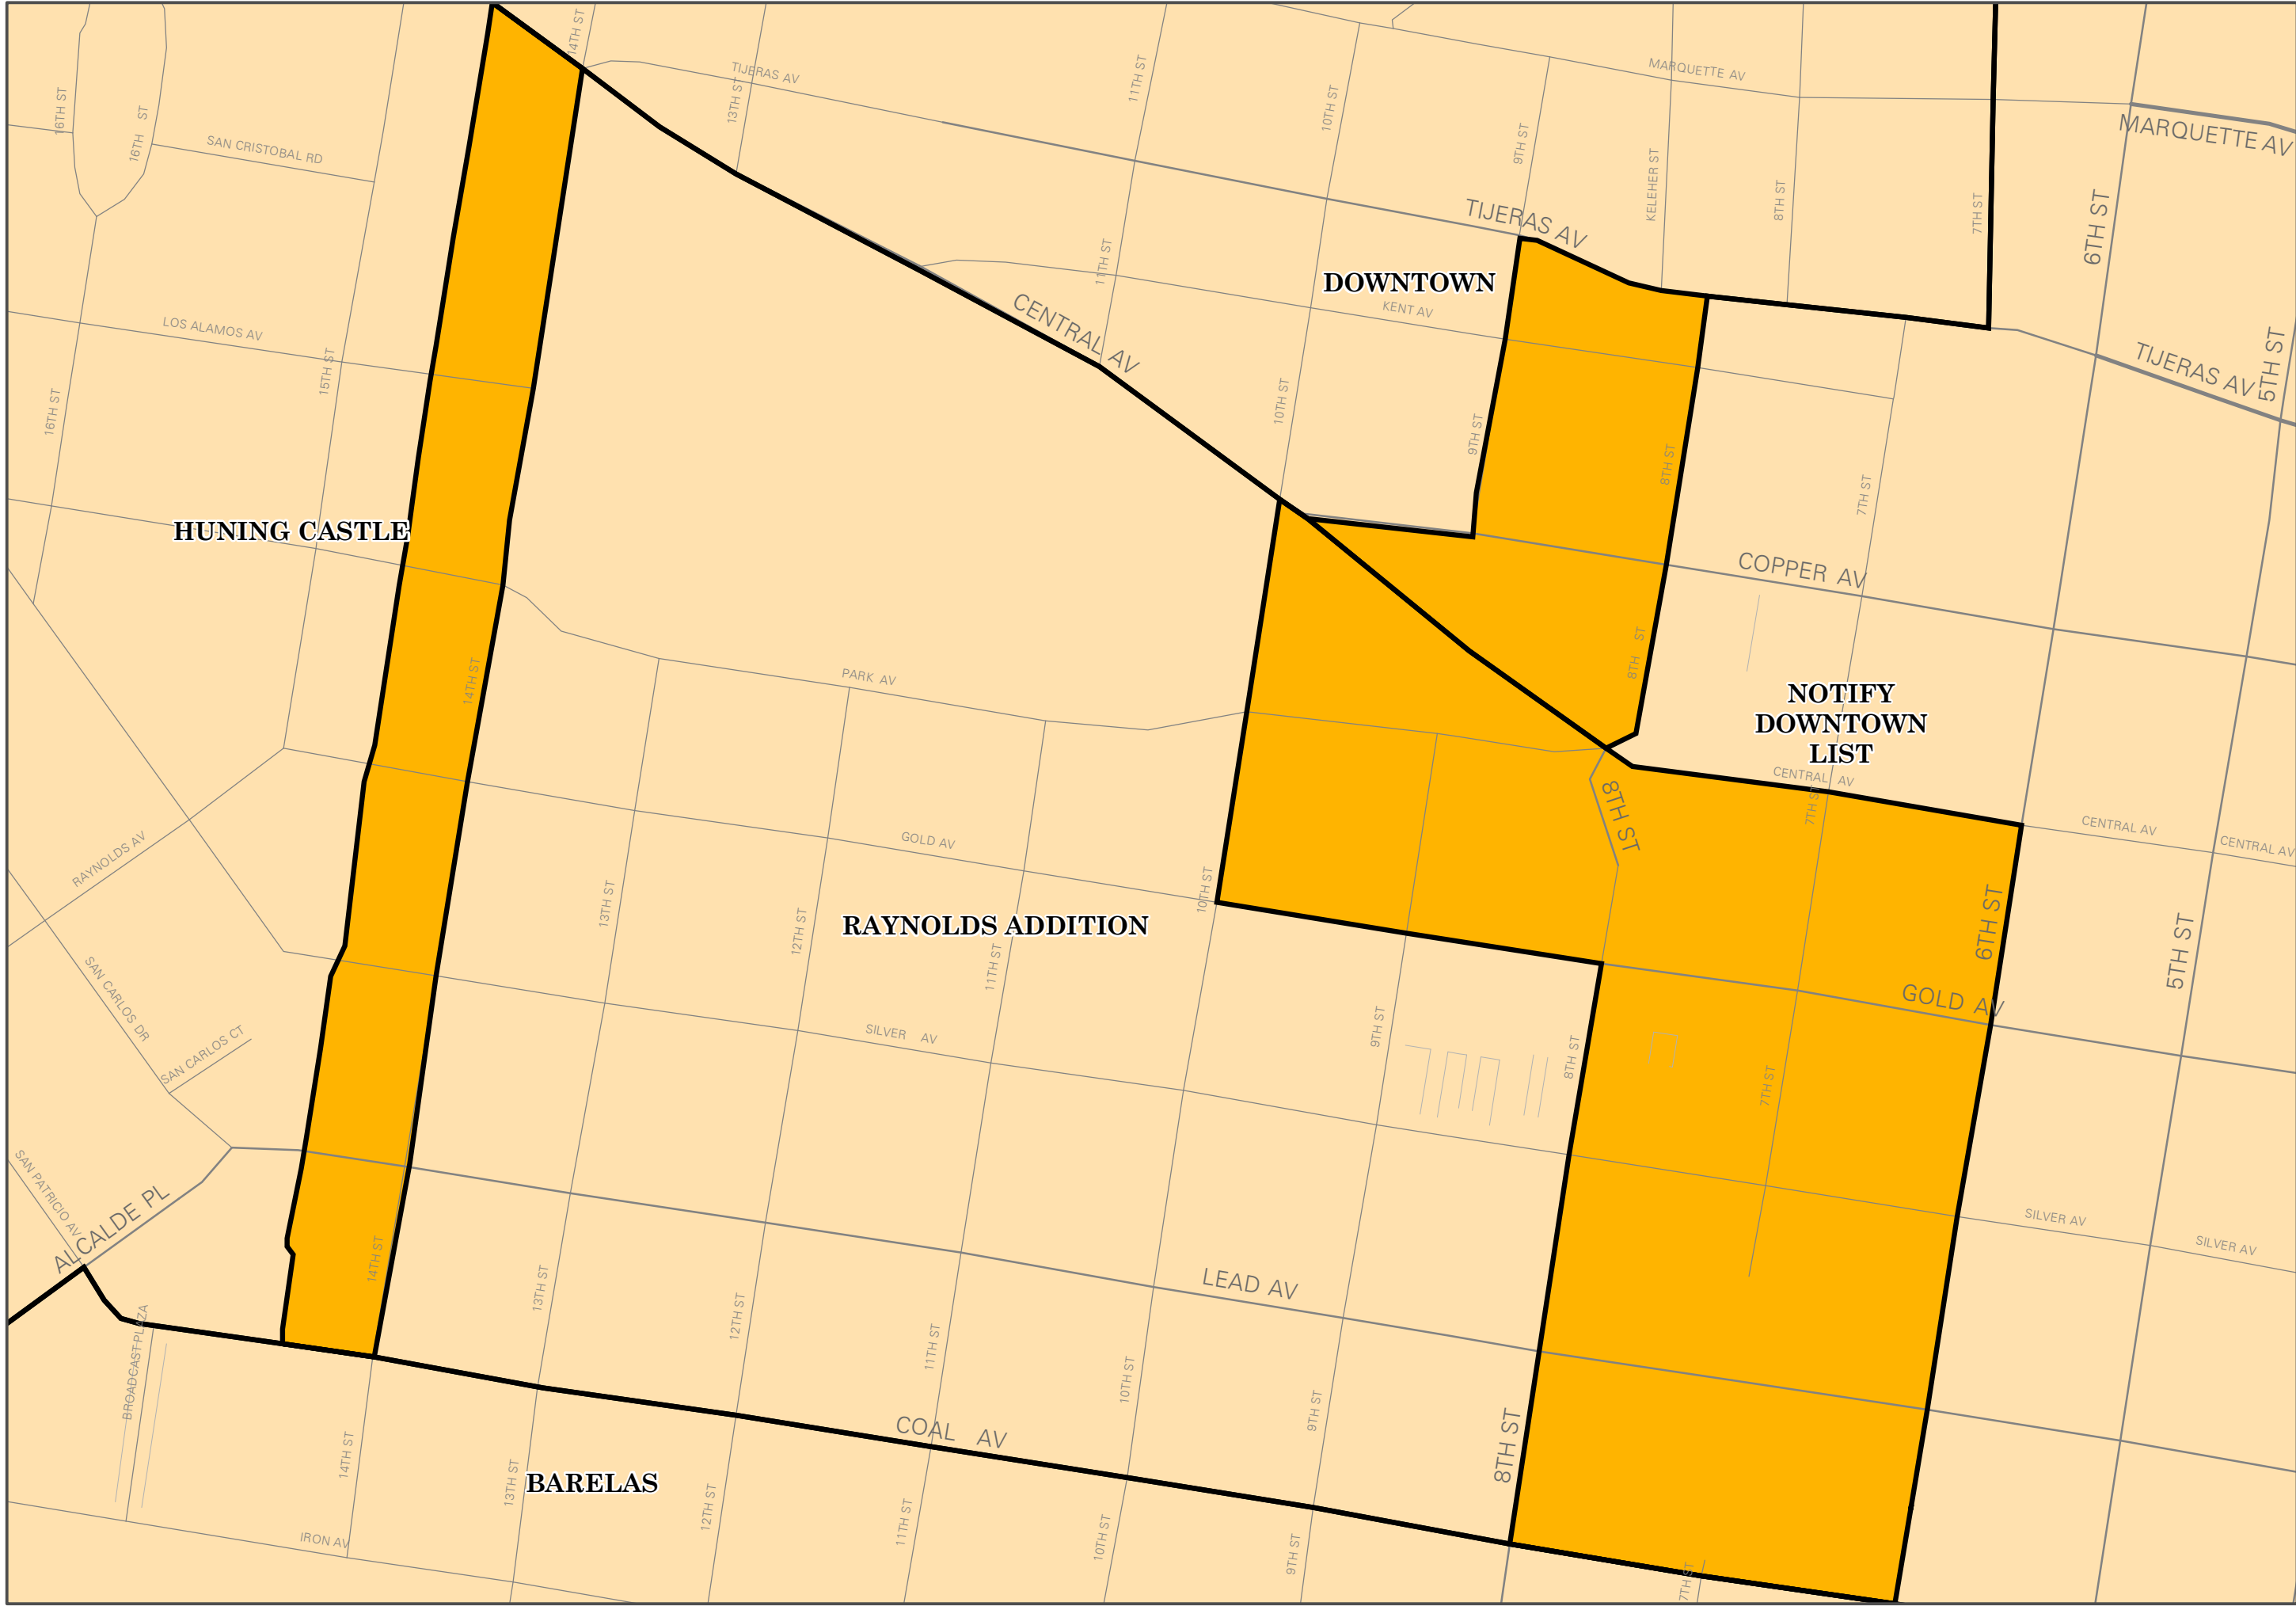 14TH ST
TIJERAS AV
13TH ST
11TH ST
10TH ST
MARQUETTE AV
MARQUETTE AV
16TH ST
16TH ST
SAN CRISTOBAL RD
9TH ST
KELEHER ST
8TH ST
7TH ST
6TH ST
TIJERAS AV
11TH ST
DOWNTOWN
CENTRAL AV
KENT AV
LOS ALAMOS AV
15TH ST
16TH ST
TIJERAS AV
5TH ST
10TH ST
9TH ST
8TH ST
7TH ST
HUNING CASTLE
COPPER AV
14TH ST
PARK AV
8TH ST
NOTIFY
DOWNTOWN
LIST
CENTRAL AV
7TH ST
8TH ST
CENTRAL AV
CENTRAL AV
RAYNOLDS AV
GOLD AV
10TH ST
13TH ST
12TH ST
RAYNOLDS ADDITION
11TH ST
6TH ST
5TH ST
SAN CARLOS DR
SAN CARLOS CT
SILVER AV
9TH ST
8TH ST
GOLD AV
7TH ST
SAN PATRICIO AV
ALCALDE PL
14TH ST
13TH ST
12TH ST
LEAD AV
SILVER AV
SILVER AV
BROADCAST PLAZA
11TH ST
10TH ST
9TH ST
8TH ST
COAL AV
14TH ST
13TH ST
BARELAS
12TH ST
11TH ST
10TH ST
9TH ST
7TH ST
IRON AV